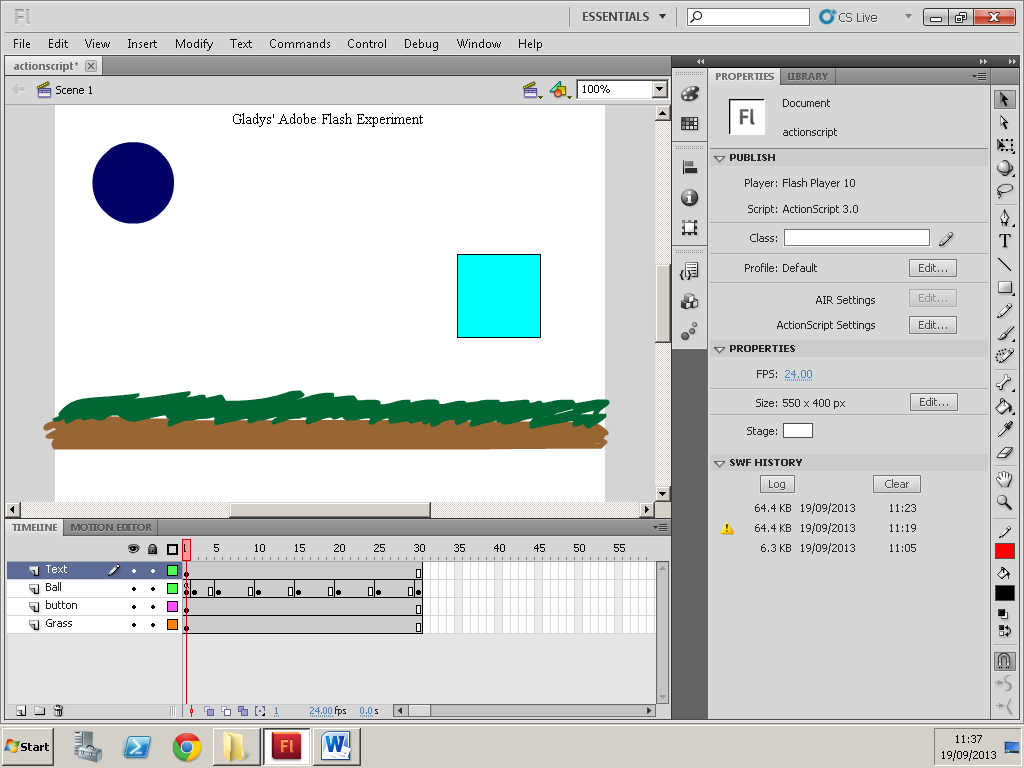 Fl ESSENTIALS CS Live
File Edit View Insert Modify Text Commands Control Debug Window Help
actionscript*
Scene 1 100%
Gladys' Adobe Flash Experiment
PROPERTIES LIBRARY
Fl Document
actionscript
PUBLISH
Player: Flash Player 10
Script: ActionScript 3.0
Class:
Profile: Default Edit...
AIR Settings Edit...
ActionScript Settings Edit...
PROPERTIES
FPS: 24.00
Size: 550 x 400 px Edit...
Stage:
SWF HISTORY
Log Clear
64.4 KB 19/09/2013 11:23
64.4 KB 19/09/2013 11:19
6.3 KB 19/09/2013 11:05
TIMELINE MOTION EDITOR
1 5 10 15 20 25 30 35 40 45 50 55
Text
Ball
button
Grass
1 24.00 fps 0.0 s
Start Fl W 11:37
19/09/2013